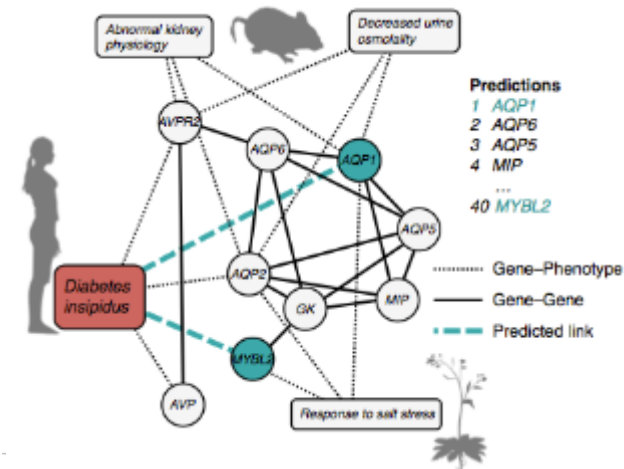 Abnormal kidney
physiology
Decreased urine
osmolality
Predictions
1 AQP1
2 AQP6
3 AQP5
4 MIP
...
40 MYBL2
AVPR2
AQP6
AQP1
AQP5
AQP2
GK
MIP
Diabetes
insipidus
MYBL2
AVP
Response to salt stress
Gene–Phenotype
Gene–Gene
Predicted link